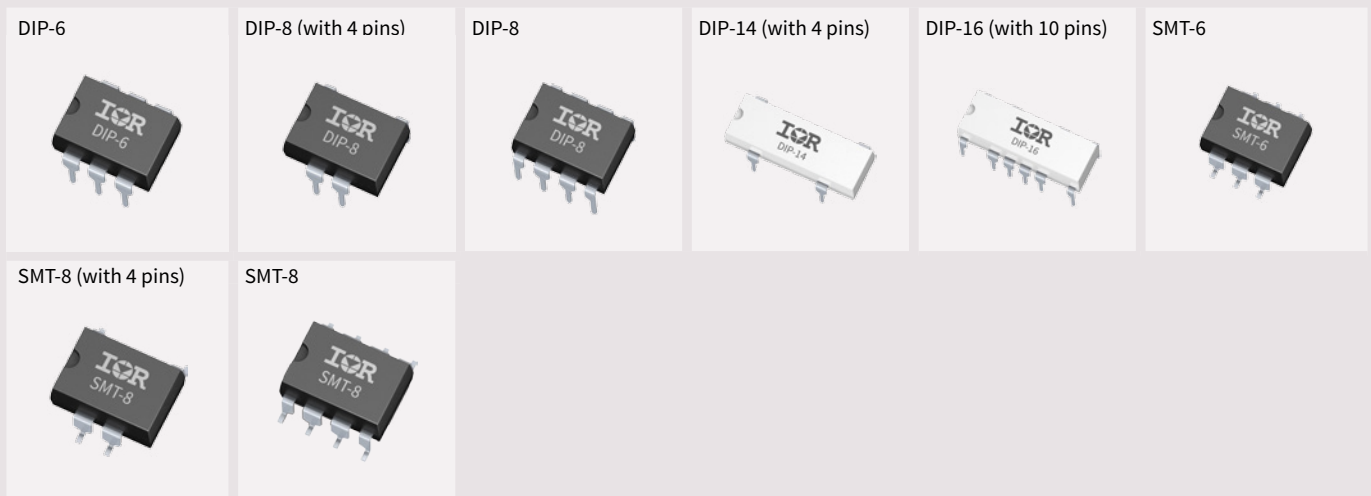 DIP-6
DIP-8 (with 4 pins)
DIP-8
DIP-14 (with 4 pins)
DIP-16 (with 10 pins)
SMT-6
IOR
DIP-6
IOR
DIP-8
IOR
DIP-8
IOR
DIP-14
IOR
DIP-16
IOR
SMT-6
SMT-8 (with 4 pins)
SMT-8
IOR
SMT-8
IOR
SMT-8